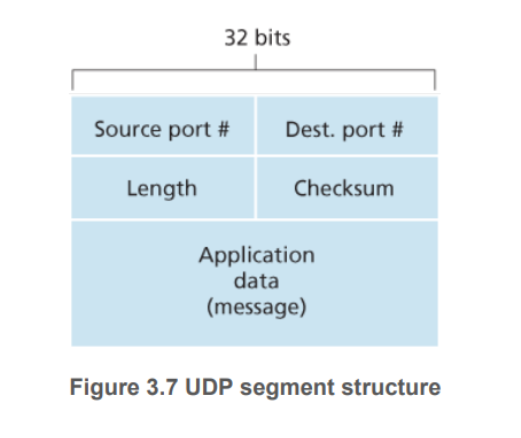 32 bits
Source port # Dest. port #
Length Checksum
Application
data
(message)
Figure 3.7 UDP segment structure